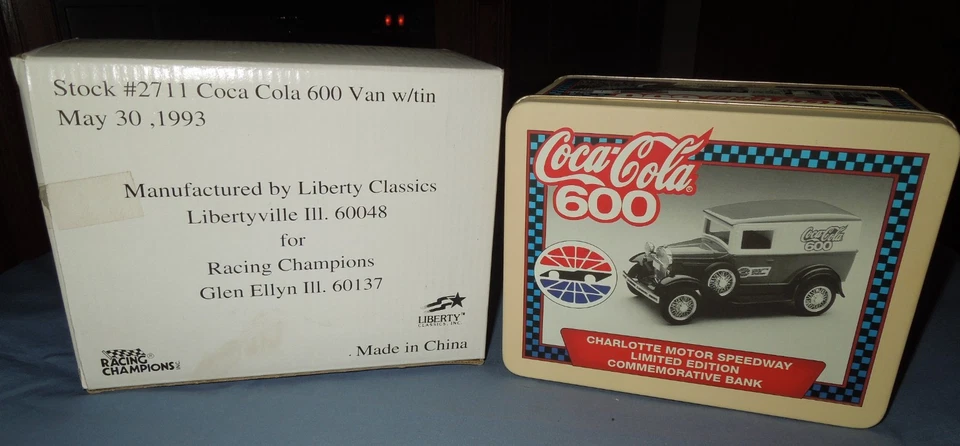 Stock #2711 Coca Cola 600 Van w/tin
May 30 ,1993
Manufactured by Liberty Classics
Libertyville Ill. 60048
for
Racing Champions
Glen Ellyn Ill. 60137
LIBERTY™
CLASSICS, INC.
RACING®
CHAMPIONS INC.
. Made in China
Coca-Cola®
600
Coca-Cola
600
CHARLOTTE MOTOR SPEEDWAY
LIMITED EDITION
COMMEMORATIVE BANK